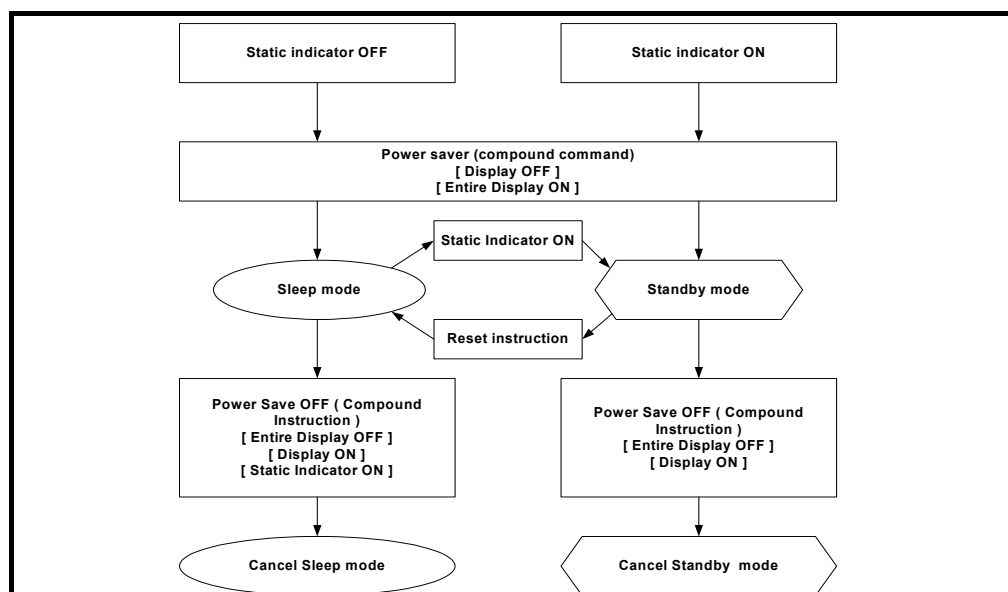 Static indicator OFF
Static indicator ON
Power saver (compound command)
[ Display OFF ]
[ Entire Display ON ]
Static Indicator ON
Sleep mode
Standby mode
Reset instruction
Power Save OFF ( Compound
Instruction )
[ Entire Display OFF ]
[ Display ON ]
[ Static Indicator ON ]
Power Save OFF ( Compound
Instruction )
[ Entire Display OFF ]
[ Display ON ]
Cancel Sleep mode
Cancel Standby  mode